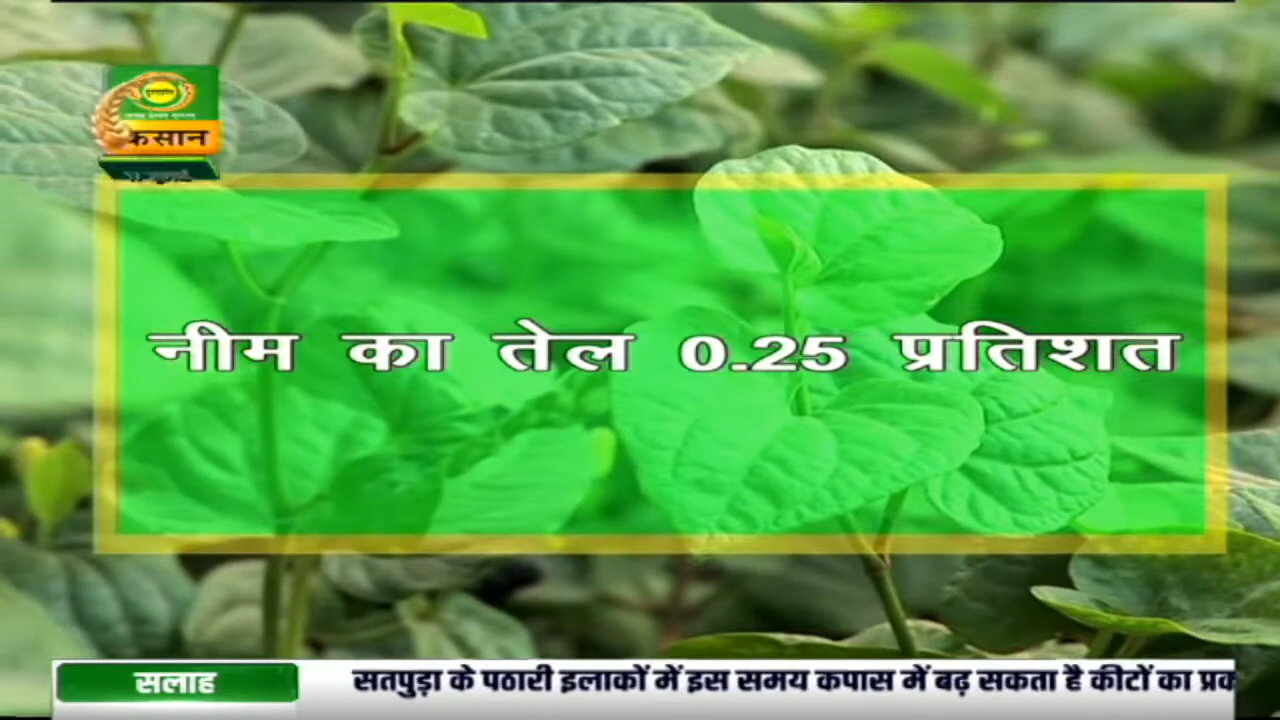 किसान
नीम का तेल 0.25 प्रतिशत
सलाह
सतपुड़ा के पठारी इलाकों में इस समय कपास में बढ़ सकता है कीटों का